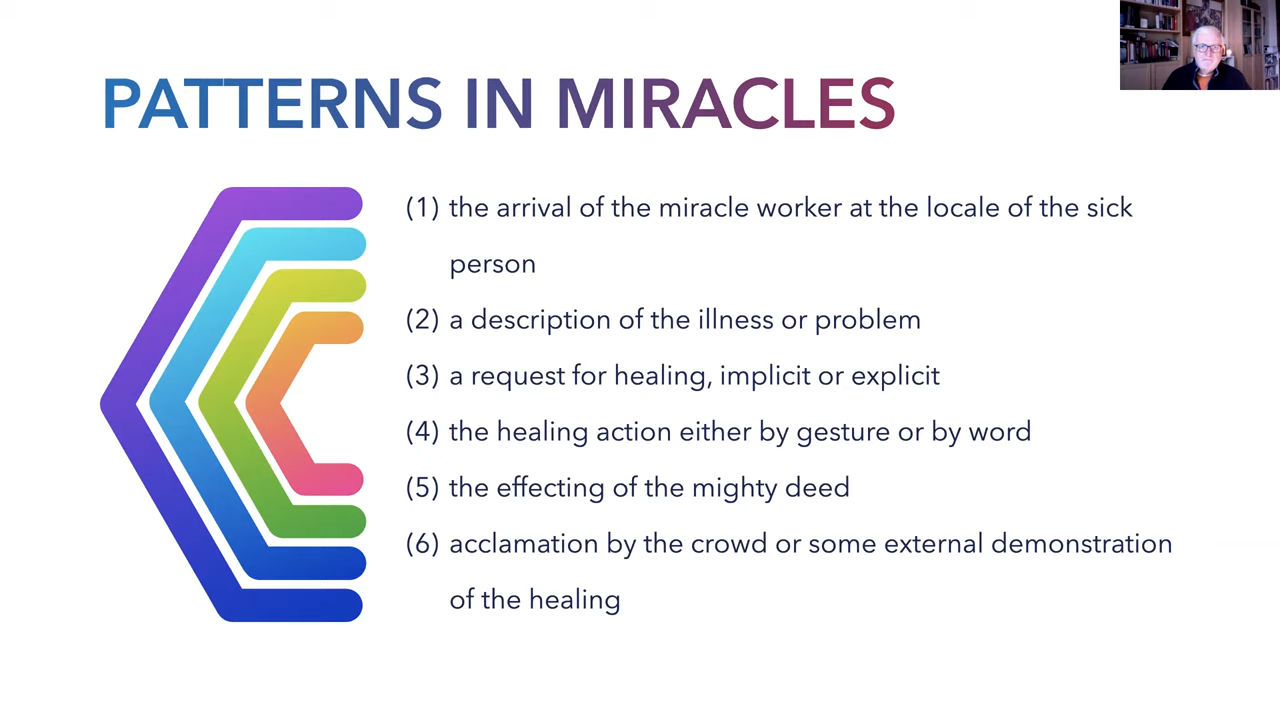 PATTERNS IN MIRACLES
(1) the arrival of the miracle worker at the locale of the sick
person
(2) a description of the illness or problem
(3) a request for healing, implicit or explicit
(4) the healing action either by gesture or by word
(5) the effecting of the mighty deed
(6) acclamation by the crowd or some external demonstration
of the healing